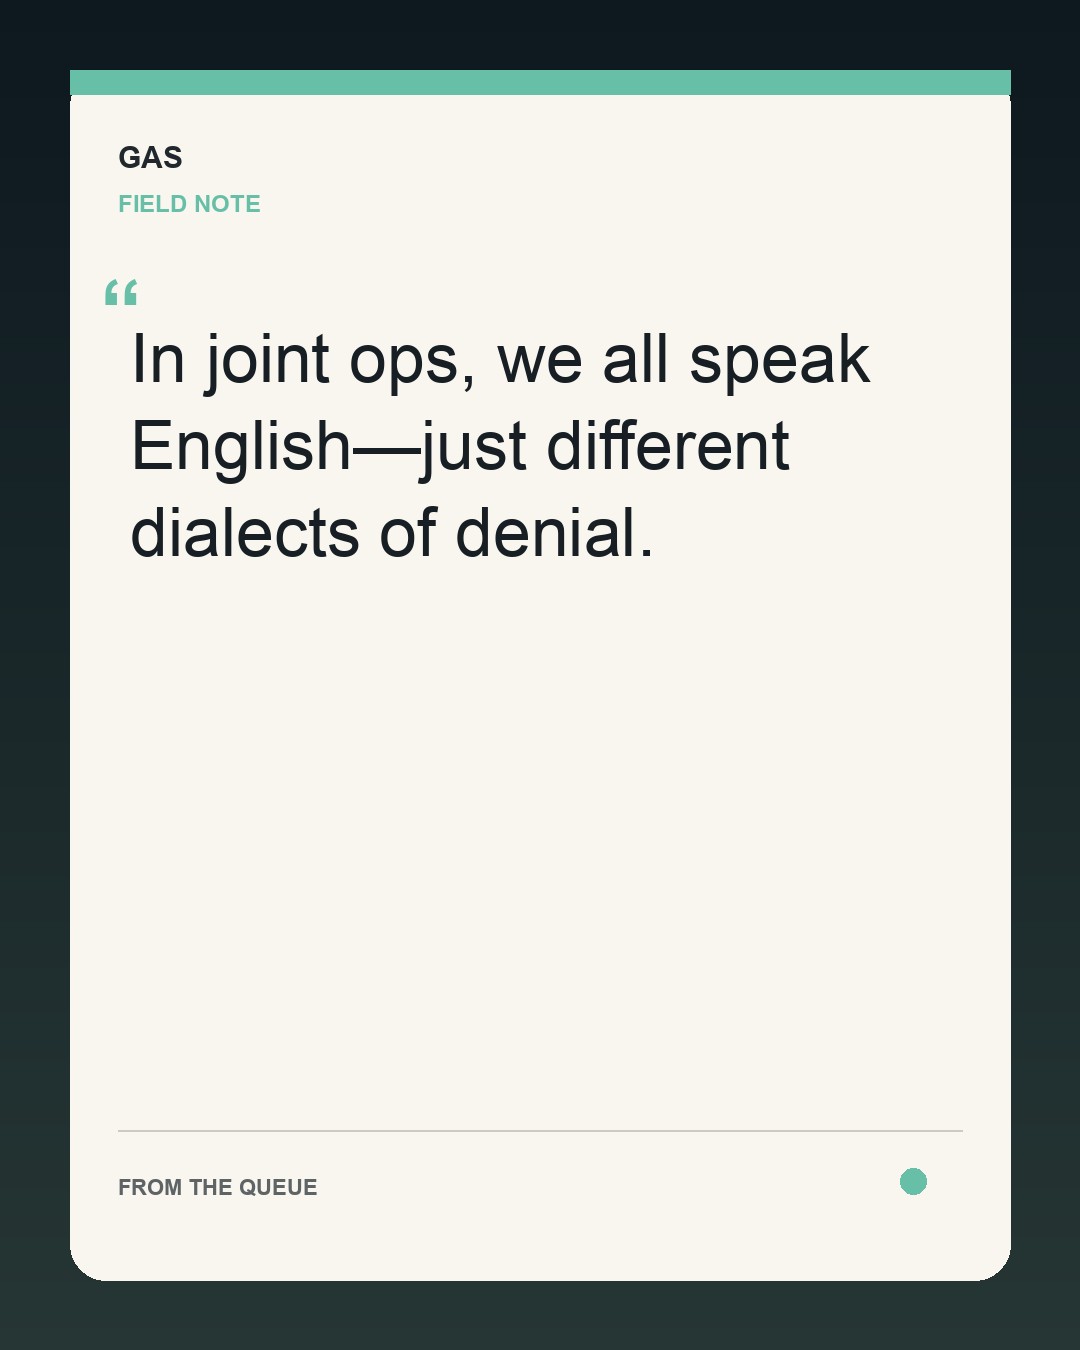 GAS
FIELD NOTE
“
In joint ops, we all speak
English—just different
dialects of denial.
FROM THE QUEUE